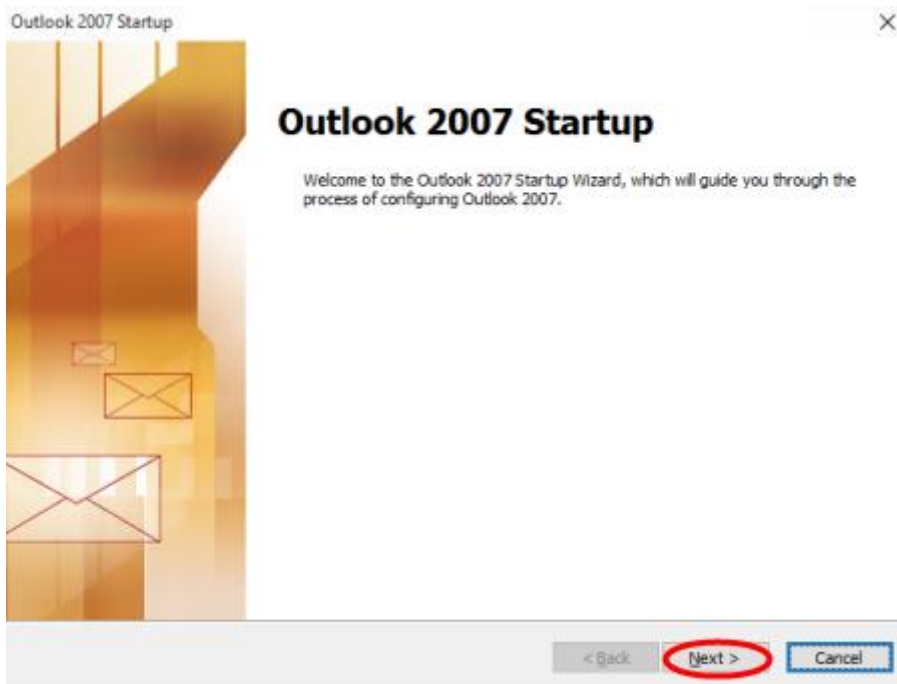 Outlook 2007 Startup
Outlook 2007 Startup
Welcome to the Outlook 2007 Startup Wizard, which will guide you through the
process of configuring Outlook 2007.
< Back Next > Cancel